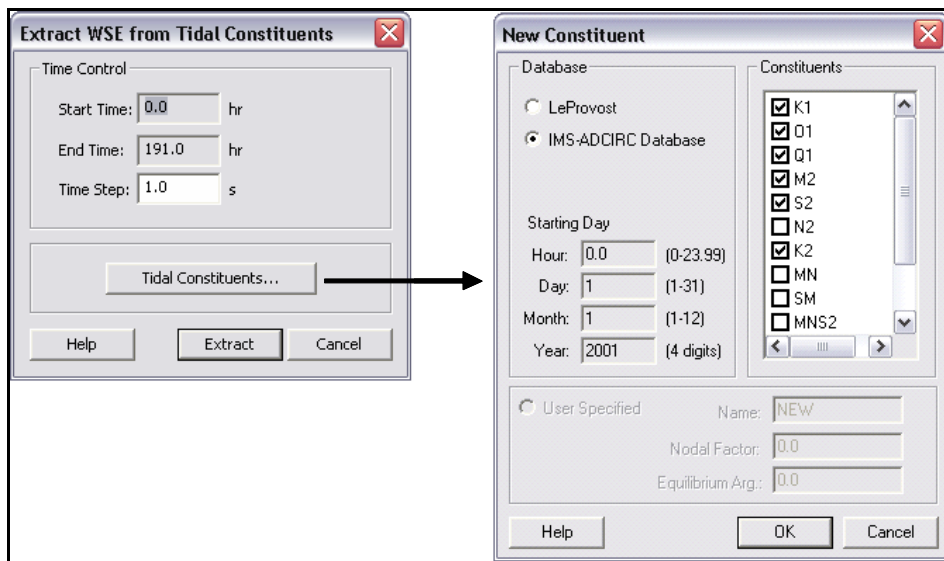 Extract WSE from Tidal Constituents
Time Control
Start Time: 0.0 hr
End Time: 191.0 hr
Time Step: 1.0 s
Tidal Constituents...
Help Extract Cancel
New Constituent
Database
LeProvost
IMS-ADCIRC Database
Starting Day
Hour: 0.0 (0-23.99)
Day: 1 (1-31)
Month: 1 (1-12)
Year: 2001 (4 digits)
Constituents
K1
O1
Q1
M2
S2
N2
K2
MN
SM
MNS2
User Specified Name: NEW
Nodal Factor: 0.0
Equilibrium Arg.: 0.0
Help OK Cancel